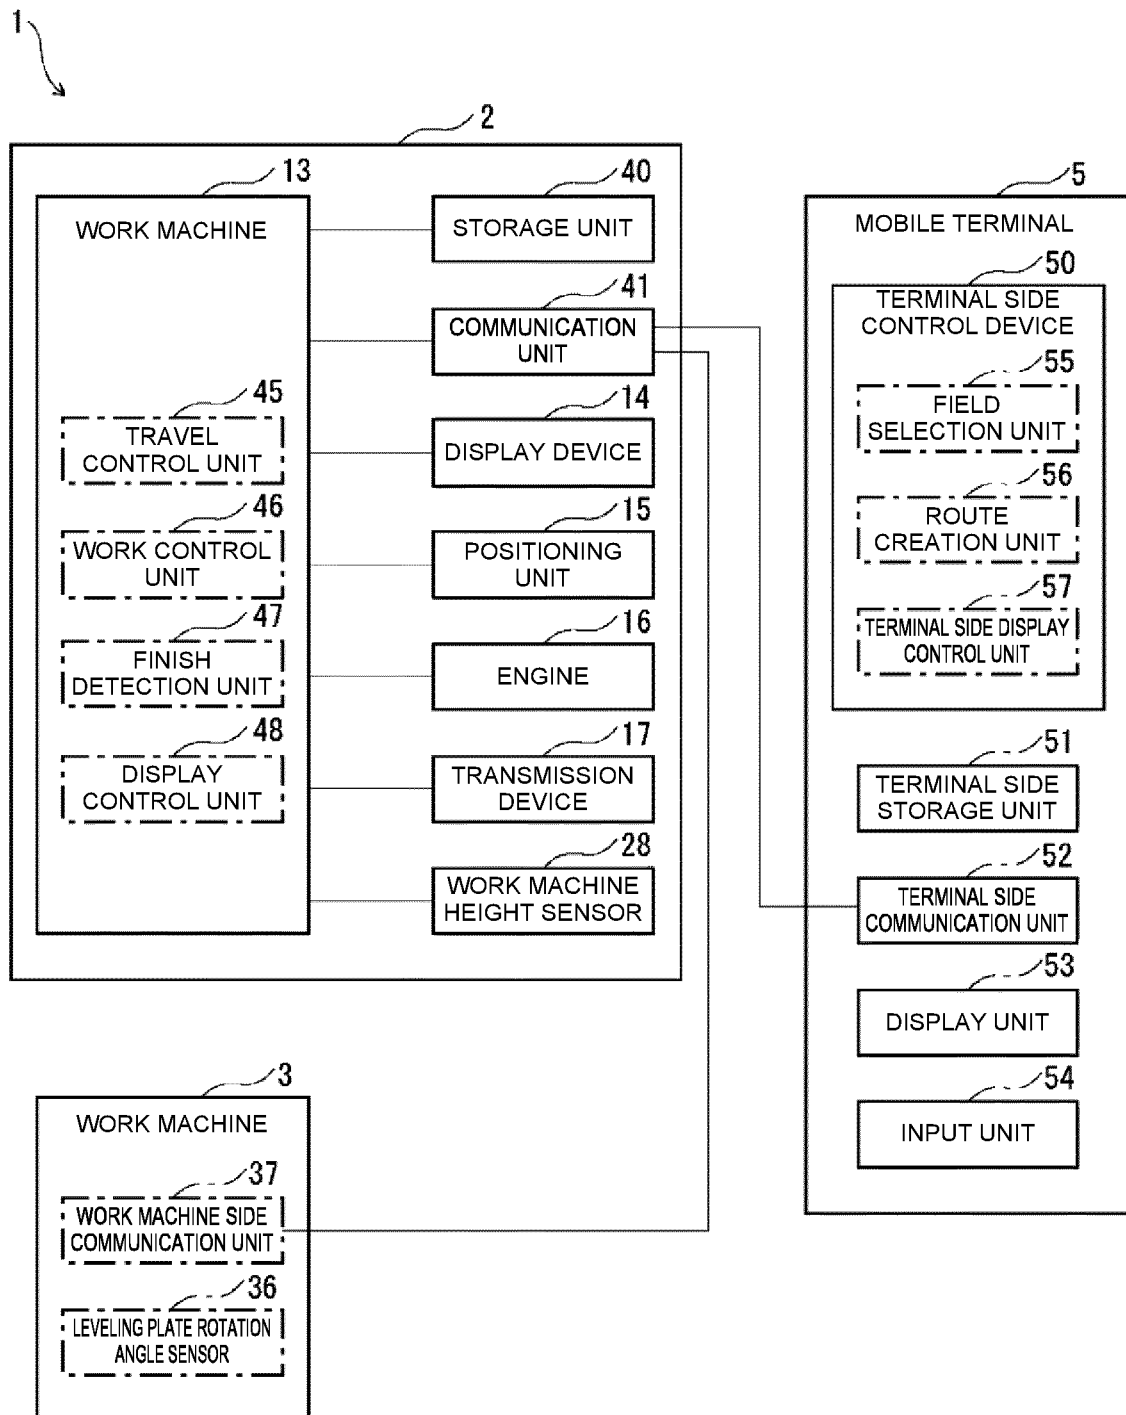 1
2
13
WORK MACHINE
40
STORAGE UNIT
41
COMMUNICATION
UNIT
45
TRAVEL
CONTROL UNIT
14
DISPLAY DEVICE
46
WORK CONTROL
UNIT
15
POSITIONING
UNIT
47
FINISH
DETECTION UNIT
16
ENGINE
48
DISPLAY
CONTROL UNIT
17
TRANSMISSION
DEVICE
28
WORK MACHINE
HEIGHT SENSOR
3
WORK MACHINE
37
WORK MACHINE SIDE
COMMUNICATION UNIT
36
LEVELING PLATE ROTATION
ANGLE SENSOR
5
MOBILE TERMINAL
50
TERMINAL SIDE
CONTROL DEVICE
55
FIELD
SELECTION UNIT
56
ROUTE
CREATION UNIT
57
TERMINAL SIDE DISPLAY
CONTROL UNIT
51
TERMINAL SIDE
STORAGE UNIT
52
TERMINAL SIDE
COMMUNICATION UNIT
53
DISPLAY UNIT
54
INPUT UNIT